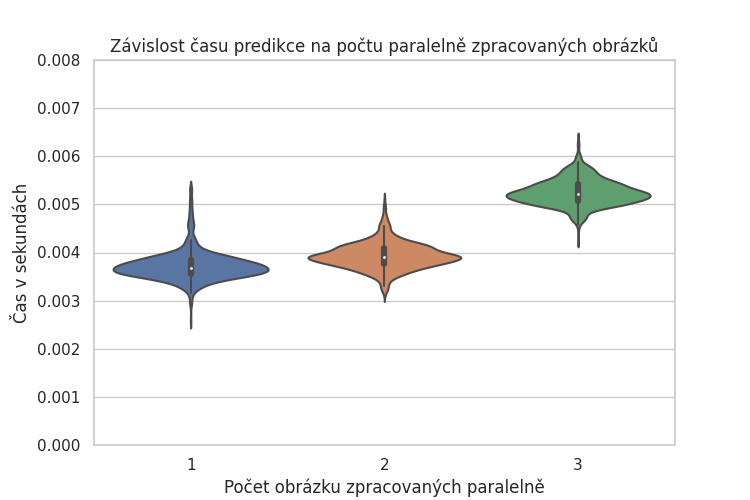 Závislost času predikce na počtu paralelně zpracovaných obrázků
0.008
0.007
0.006
0.005
0.004
0.003
0.002
0.001
0.000
Čas v sekundách
1 2 3
Počet obrázku zpracovaných paralelně